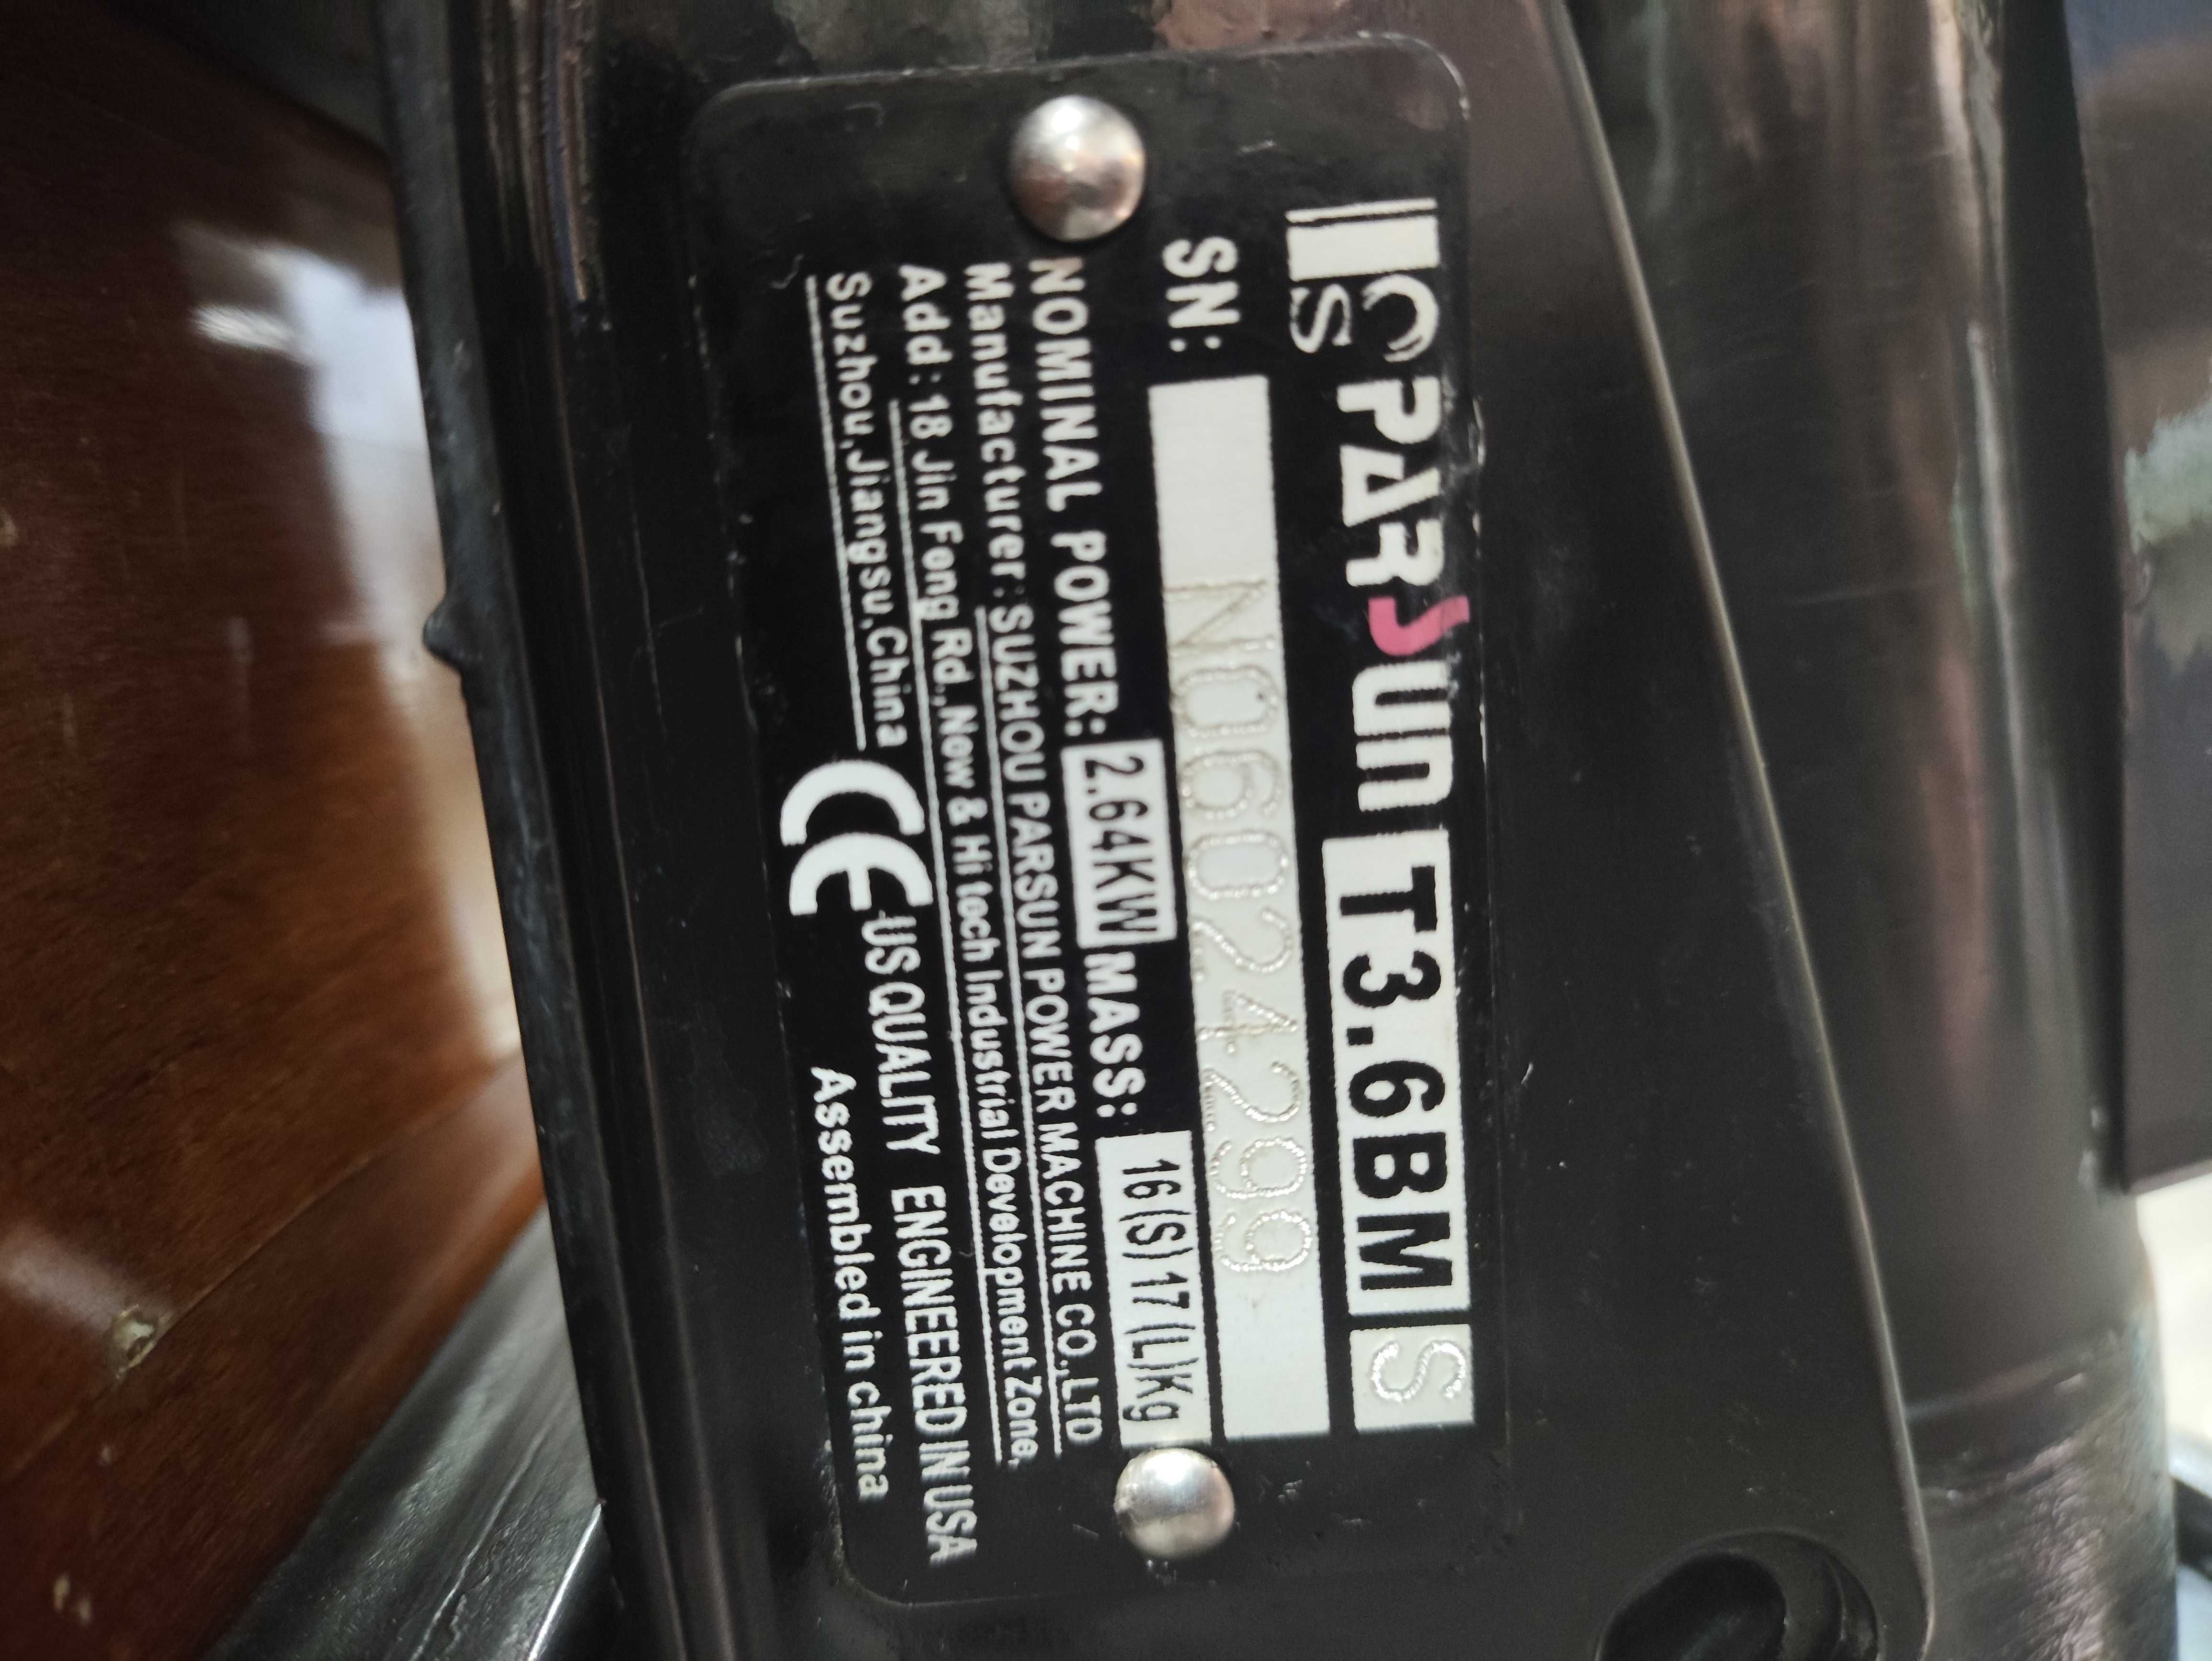 PARSUN T3.6BM S
SN: N06024299
NOMINAL POWER: 2.64KW MASS: 16(S)17(L)Kg
Manufacturer: SUZHOU PARSUN POWER MACHINE CO.,LTD
Add: 18 Jin Feng Rd.,New & Hi tech Industrial Development Zone,
Suzhou,Jiangsu,China CE US QUALITY ENGINEERED IN USA
Assembled in china